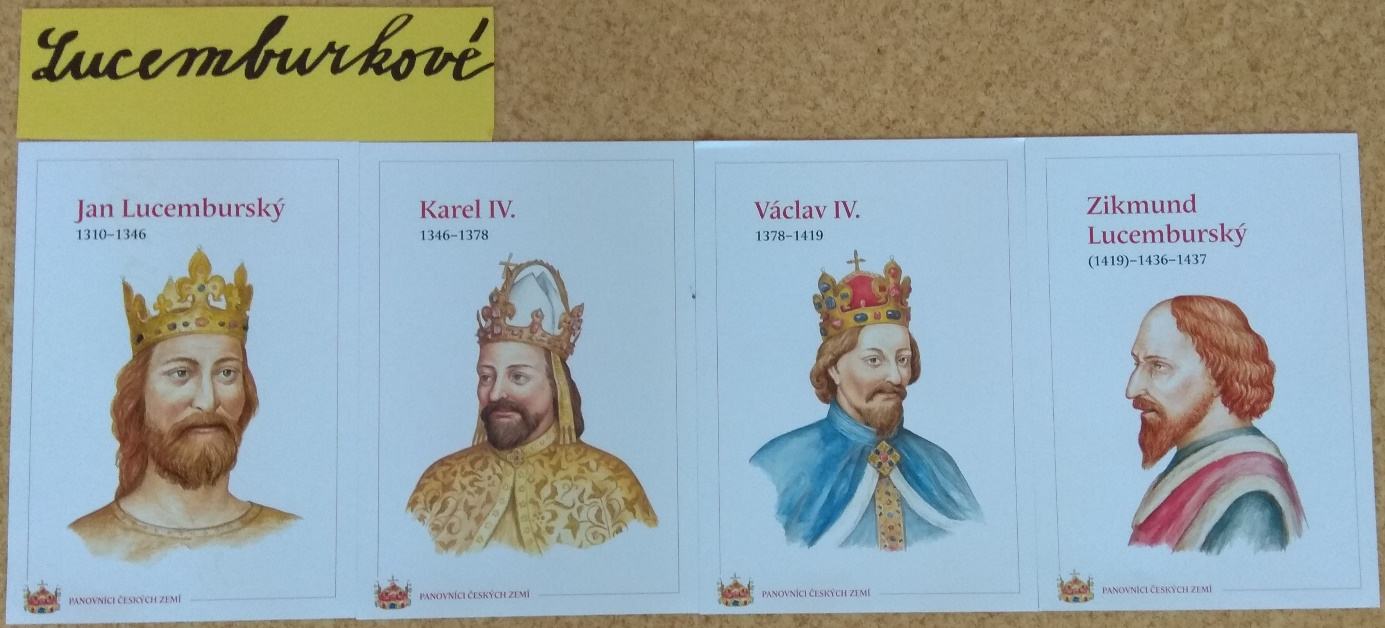 Lucemburkové
Jan Lucemburský
1310–1346
Karel IV.
1346–1378
Václav IV.
1378–1419
Zikmund
Lucemburský
(1419)–1436–1437
PANOVNÍCI ČESKÝCH ZEMÍ
PANOVNÍCI ČESKÝCH ZEMÍ
PANOVNÍCI ČESKÝCH ZEMÍ
PANOVNÍCI ČESKÝCH ZEMÍ